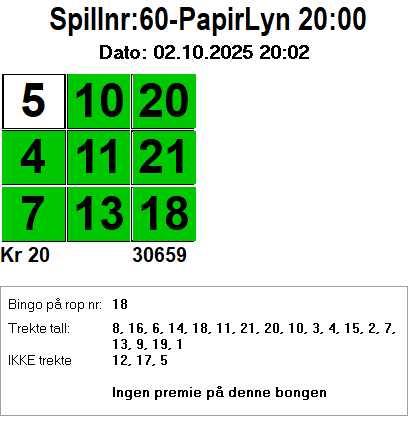 Spillnr:60-PapirLyn 20:00
Dato: 02.10.2025 20:02
5 10 20
4 11 21
7 13 18
Kr 20 30659
Bingo på rop nr: 18
Trekte tall: 8, 16, 6, 14, 18, 11, 21, 20, 10, 3, 4, 15, 2, 7,
13, 9, 19, 1
IKKE trekte 12, 17, 5
Ingen premie på denne bongen